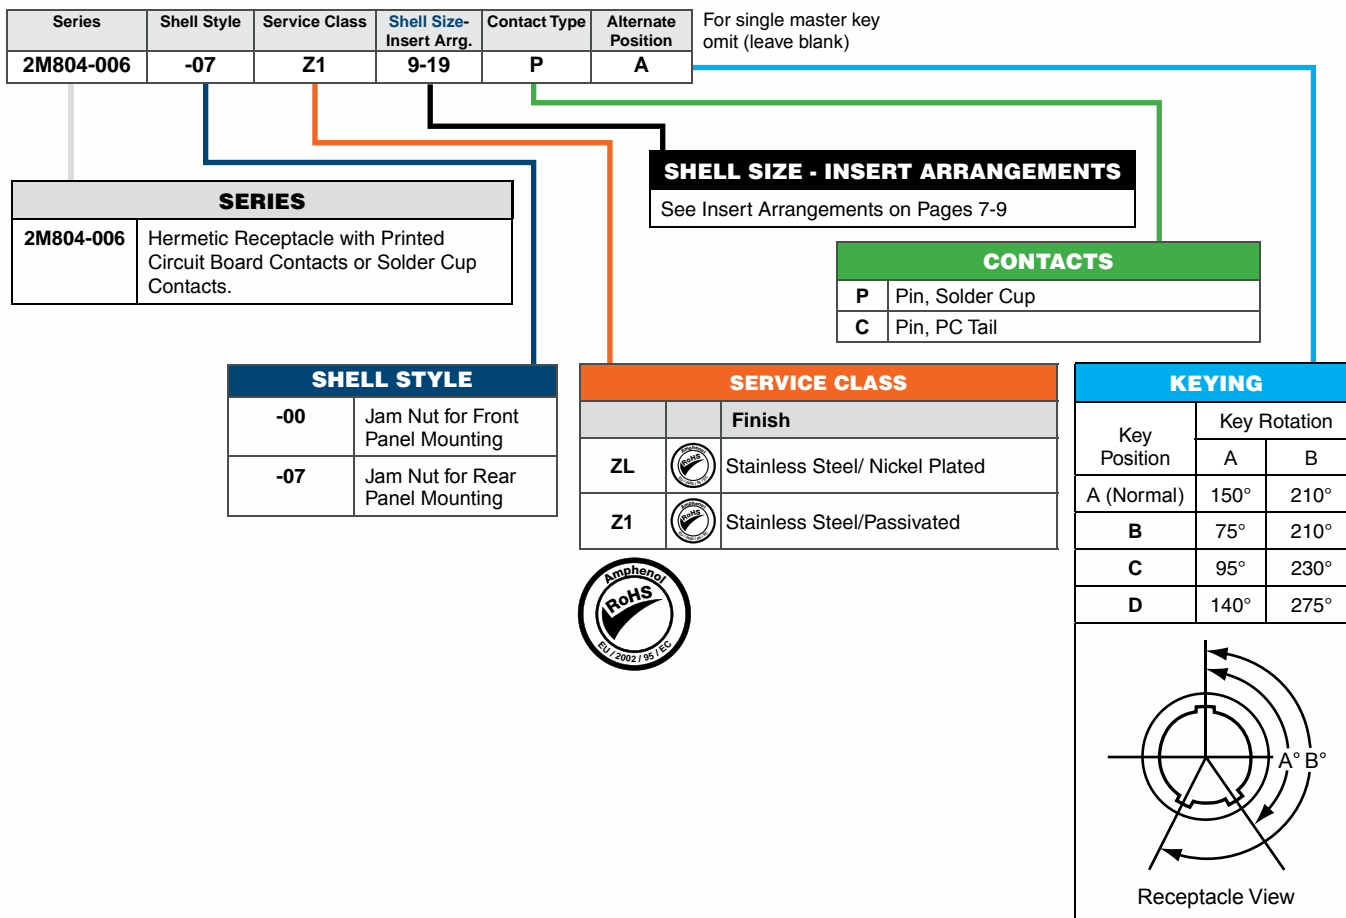 Series Shell Style Service Class Shell Size- Contact Type Alternate
Insert Arrg. Position
2M804-006 -07 Z1 9-19 P A
For single master key
omit (leave blank)
SHELL SIZE - INSERT ARRANGEMENTS
See Insert Arrangements on Pages 7-9
SERIES
2M804-006 Hermetic Receptacle with Printed
Circuit Board Contacts or Solder Cup
Contacts.
CONTACTS
P Pin, Solder Cup
C Pin, PC Tail
SHELL STYLE
-00 Jam Nut for Front
Panel Mounting
-07 Jam Nut for Rear
Panel Mounting
SERVICE CLASS
Finish
ZL Stainless Steel/ Nickel Plated
Z1 Stainless Steel/Passivated
Amphenol
RoHS
EU / 2002 / 95 / EC
KEYING
Key
Position
Key Rotation
A B
A (Normal) 150° 210°
B 75° 210°
C 95° 230°
D 140° 275°
A° B°
Receptacle View